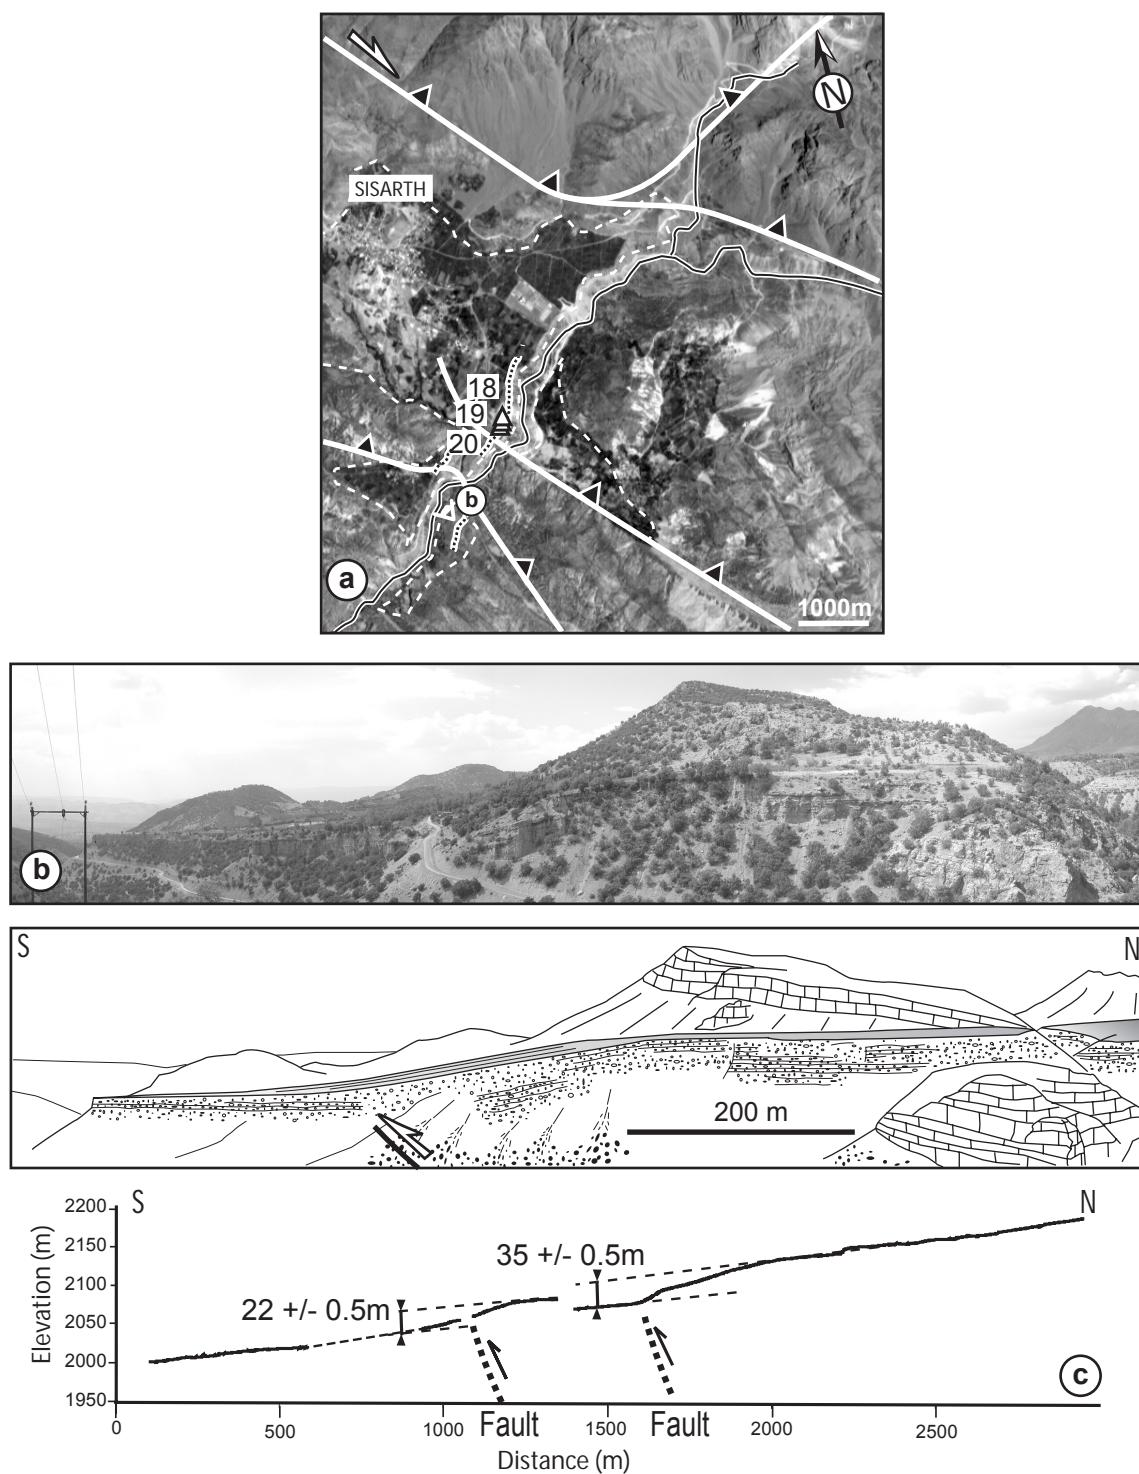 N
SISARTH
18
19
20
b
a
1000m
b
S
N
200 m
S
N
2200
2150
2100
2050
2000
1950
Elevation (m)
35 +/- 0.5m
22 +/- 0.5m
c
0
500
1000
Fault
1500
Fault
2000
2500
Distance (m)